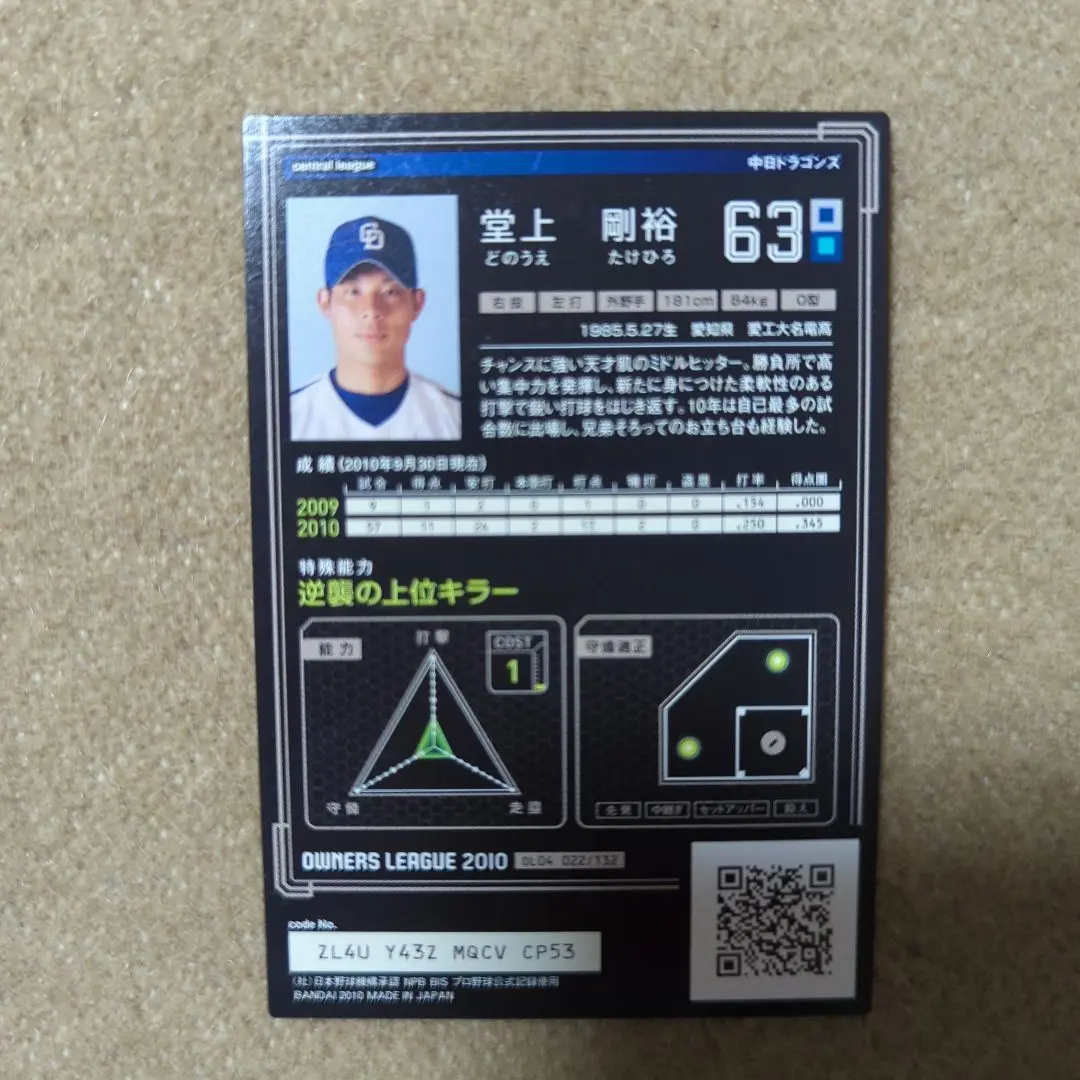 central league
中日ドラゴンズ
堂上 剛裕 63
どのうえ たけひろ
右投 左打 外野手 181cm 84kg O型
1985.5.27生 愛知県 愛工大名電高
チャンスに強い天才肌のミドルヒッター。勝負所で高
い集中力を発揮し、新たに身につけた柔軟性のある
打撃で鋭い打球をはじき返す。10年は自己最多の試
合数に出場し、兄弟そろってのお立ち台も経験した。
成績(2010年9月30日現在)
試合 得点 安打 本塁打 打点 犠打 盗塁 打率 得点圏
2009 9 1 2 0 1 0 0 .154 .000
2010 57 11 26 2 2 0 .250 .345
特殊能力
逆襲の上位キラー
能力
打撃
COST
1
守備
走塁
守備適正
先発 中継ぎ セットアッパー 抑え
OWNERS LEAGUE 2010 OL04 022/132
code No.
ZL4U Y43Z MQCV CP53
(社)日本野球機構承認 NPB BIS プロ野球公式記録使用
BANDAI 2010 MADE IN JAPAN